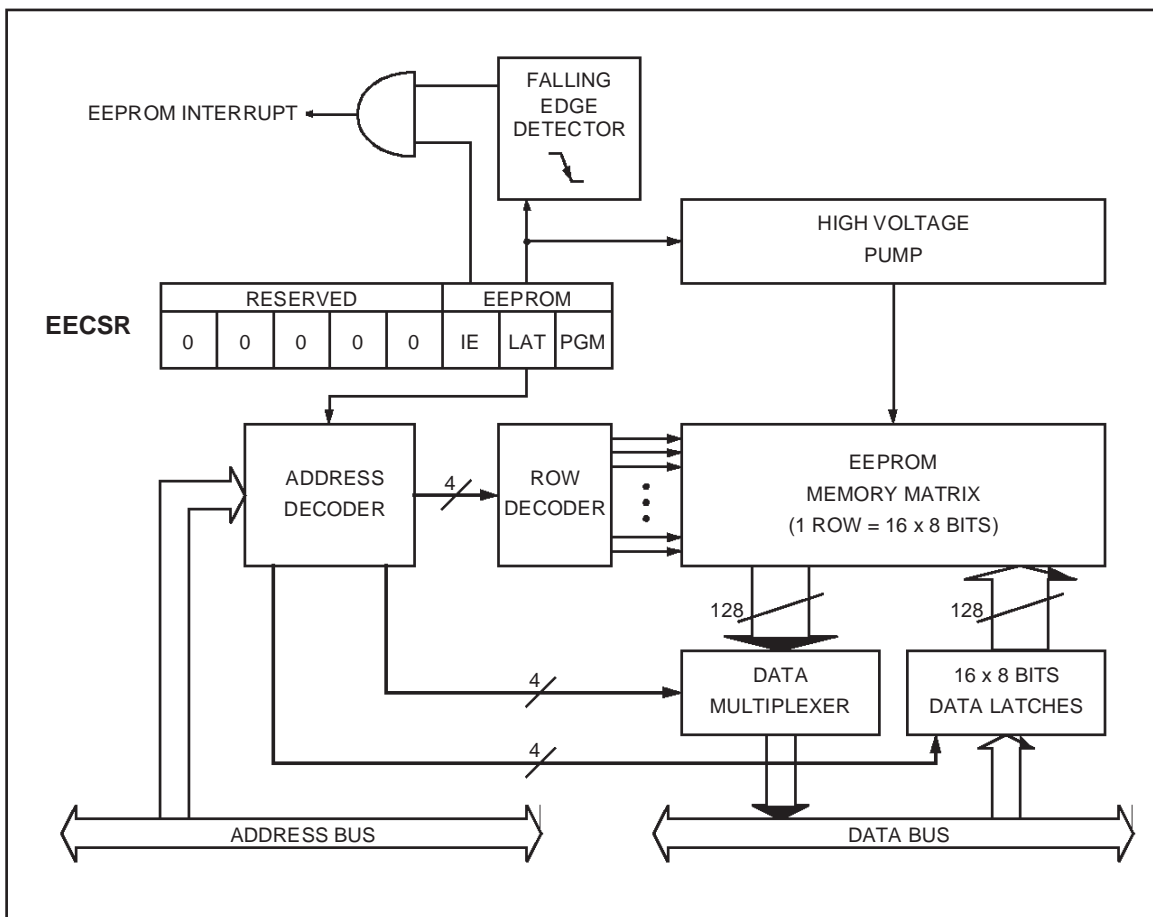 FALLING
EDGE
DETECTOR
EEPROM INTERRUPT
HIGH VOLTAGE
PUMP
RESERVED EEPROM
EECSR
0 0 0 0 0 IE LAT PGM
ADDRESS
DECODER
4
ROW
DECODER
EEPROM
MEMORY MATRIX
(1 ROW = 16 x 8 BITS)
128
128
4
DATA
MULTIPLEXER
16 x 8 BITS
DATA LATCHES
4
ADDRESS BUS
DATA BUS